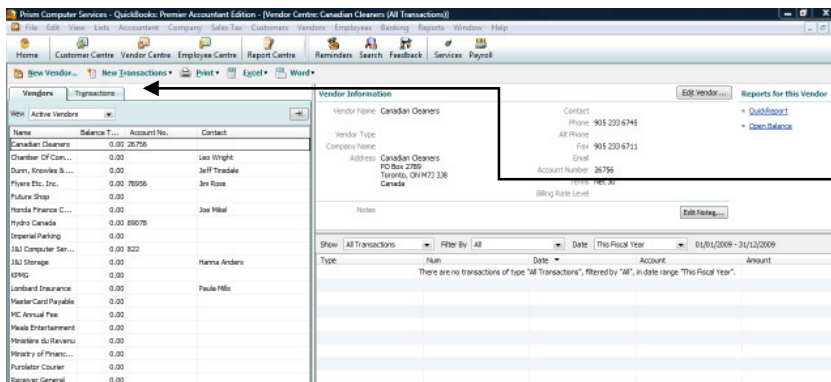 Prism Computer Services - QuickBooks: Premier Accountant Edition - [Vendor Centre: Canadian Cleaners (All Transactions)]
File Edit View Lists Accountant Company Sales Tax Customers Vendors Employees Banking Reports Window Help
Home Customer Centre Vendor Centre Employee Centre Report Centre Reminders Search Feedback Services Payroll
New Vendor... New Transactions Print Excel Word
Vendors Transactions
View Active Vendors
Name Balance T... Account No. Contact
Canadian Cleaners 0.00 26756
Chamber Of Com... 0.00 Leo Wright
Dunn, Knowles & ... 0.00 Jeff Tinsdale
Flyers Etc. Inc. 0.00 78956 Jim Ross
Future Shop 0.00
Honda Finance C... 0.00 Joe Mikel
Hydro Canada 0.00 89078
Imperial Parking 0.00
J&J Computer Ser... 0.00 822
J&J Storage 0.00 Hanna Anders
KPMG 0.00
Lombard Insurance 0.00 Paula Mills
MasterCard Payable 0.00
MC Annual Fee 0.00
Meals Entertainment 0.00
Ministère du Revenu 0.00
Ministry of Financ... 0.00
Purolator Courier 0.00
Receiver General 0.00
Vendor Information Edit Vendor...
Vendor Name Canadian Cleaners
Vendor Type
Company Name
Address Canadian Cleaners
PO Box 2789
Toronto, ON M7J 3J8
Canada
Contact
Phone 905 233 6745
Alt Phone
Fax 905 233 6711
Email
Account Number 26756
Terms Net 30
Billing Rate Level
Notes Edit Notes...
Reports for this Vendor
QuickReport
Open Balance
Show All Transactions Filter By All Date This Fiscal Year 01/01/2009 - 31/12/2009
Type Num Date Account Amount
There are no transactions of type "All Transactions", filtered by "All", in date range "This Fiscal Year".